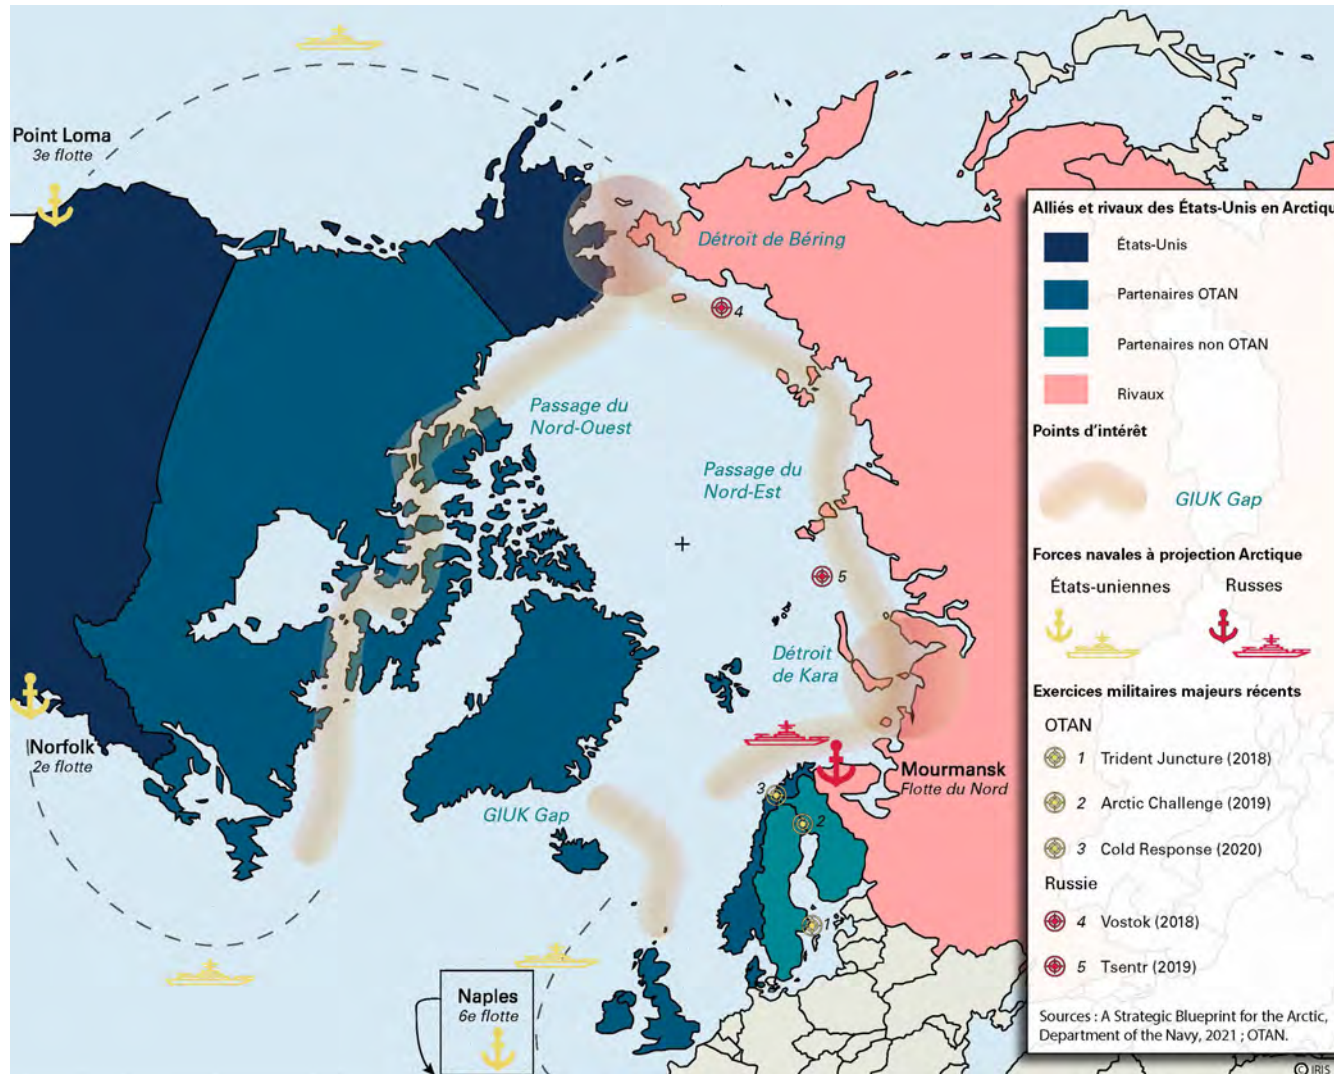 Point Loma
3e flotte
Détroit de Béring
4
Passage du
Nord-Ouest
Passage du
Nord-Est
5
Détroit
de Kara
Norfolk
2e flotte
GIUK Gap
3
2
1
Mourmansk
Flotte du Nord
Naples
6e flotte
Alliés et rivaux des États-Unis en Arctiqu
États-Unis
Partenaires OTAN
Partenaires non OTAN
Rivaux
Points d'intérêt
GIUK Gap
Forces navales à projection Arctique
États-uniennes
Russes
Exercices militaires majeurs récents
OTAN
1 Trident Juncture (2018)
2 Arctic Challenge (2019)
3 Cold Response (2020)
Russie
4 Vostok (2018)
5 Tsentr (2019)
Sources : A Strategic Blueprint for the Arctic,
Department of the Navy, 2021 ; OTAN.
© IRIS